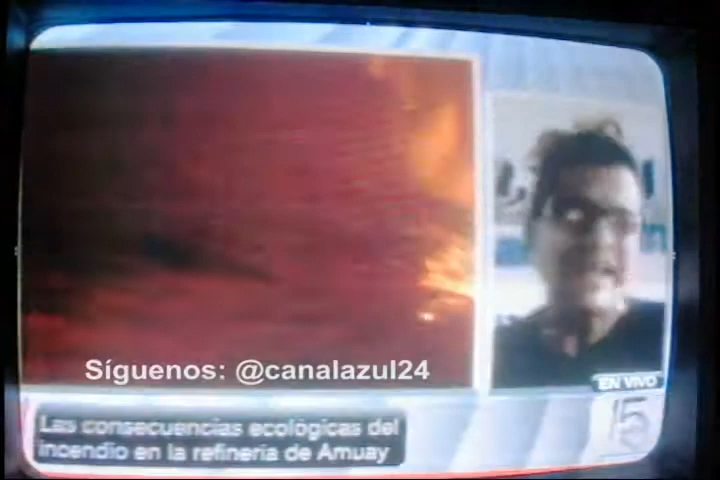 Síguenos: @canalazul24
EN VIVO
15
Las consecuencias ecológicas del
incendio en la refinería de Amuay